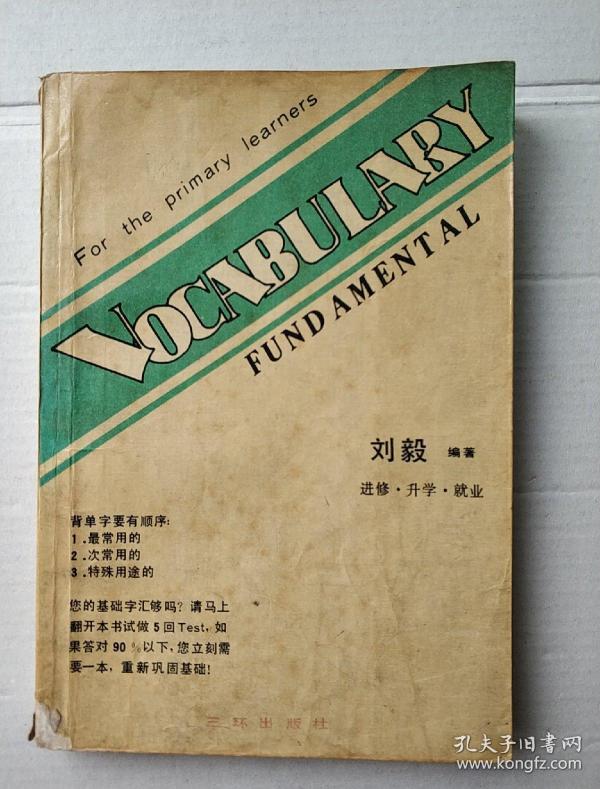 For the primary learners
VOCABULARY
FUNDAMENTAL
刘毅 编著
进修·升学·就业
背单字要有顺序:
1.最常用的
2.次常用的
3.特殊用途的
您的基础字汇够吗?请马上
翻开本书试做5回Test,如
果答对90%以下,您立刻需
要一本,重新巩固基础!
三环出版社
孔夫子旧書网
www.kongfz.com